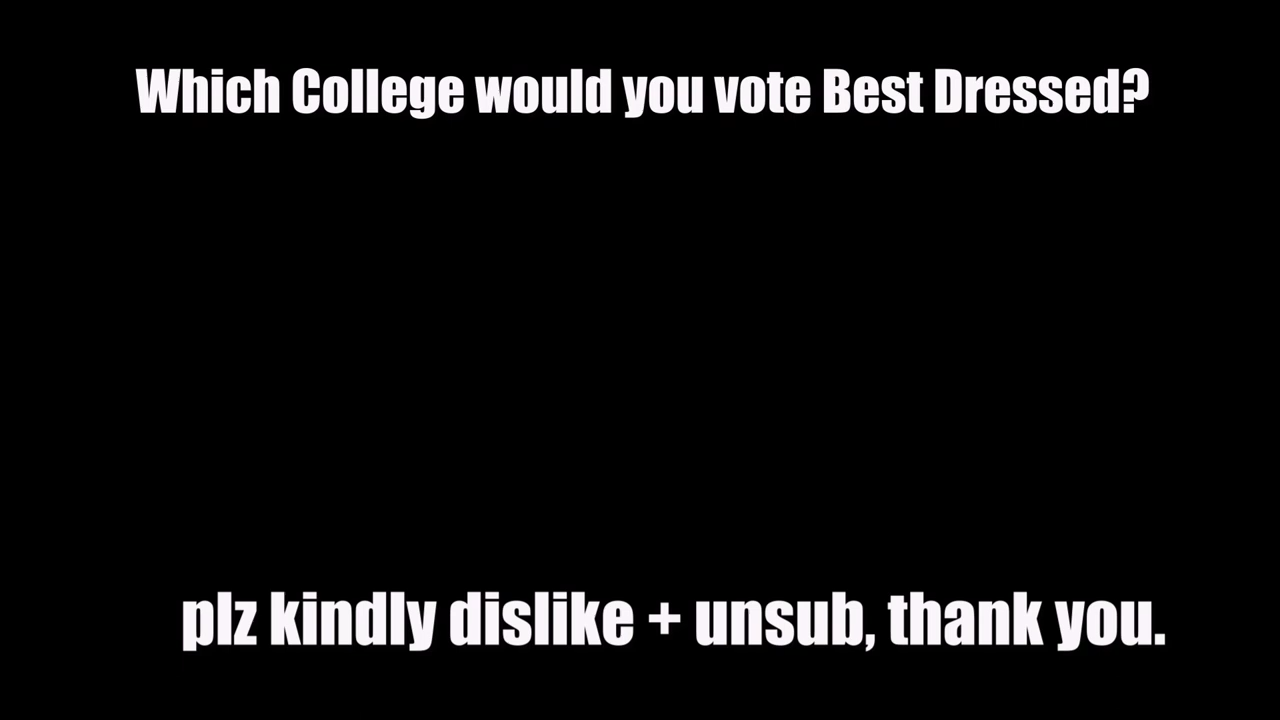 Which College would you vote Best Dressed?
plz kindly dislike + unsub, thank you.